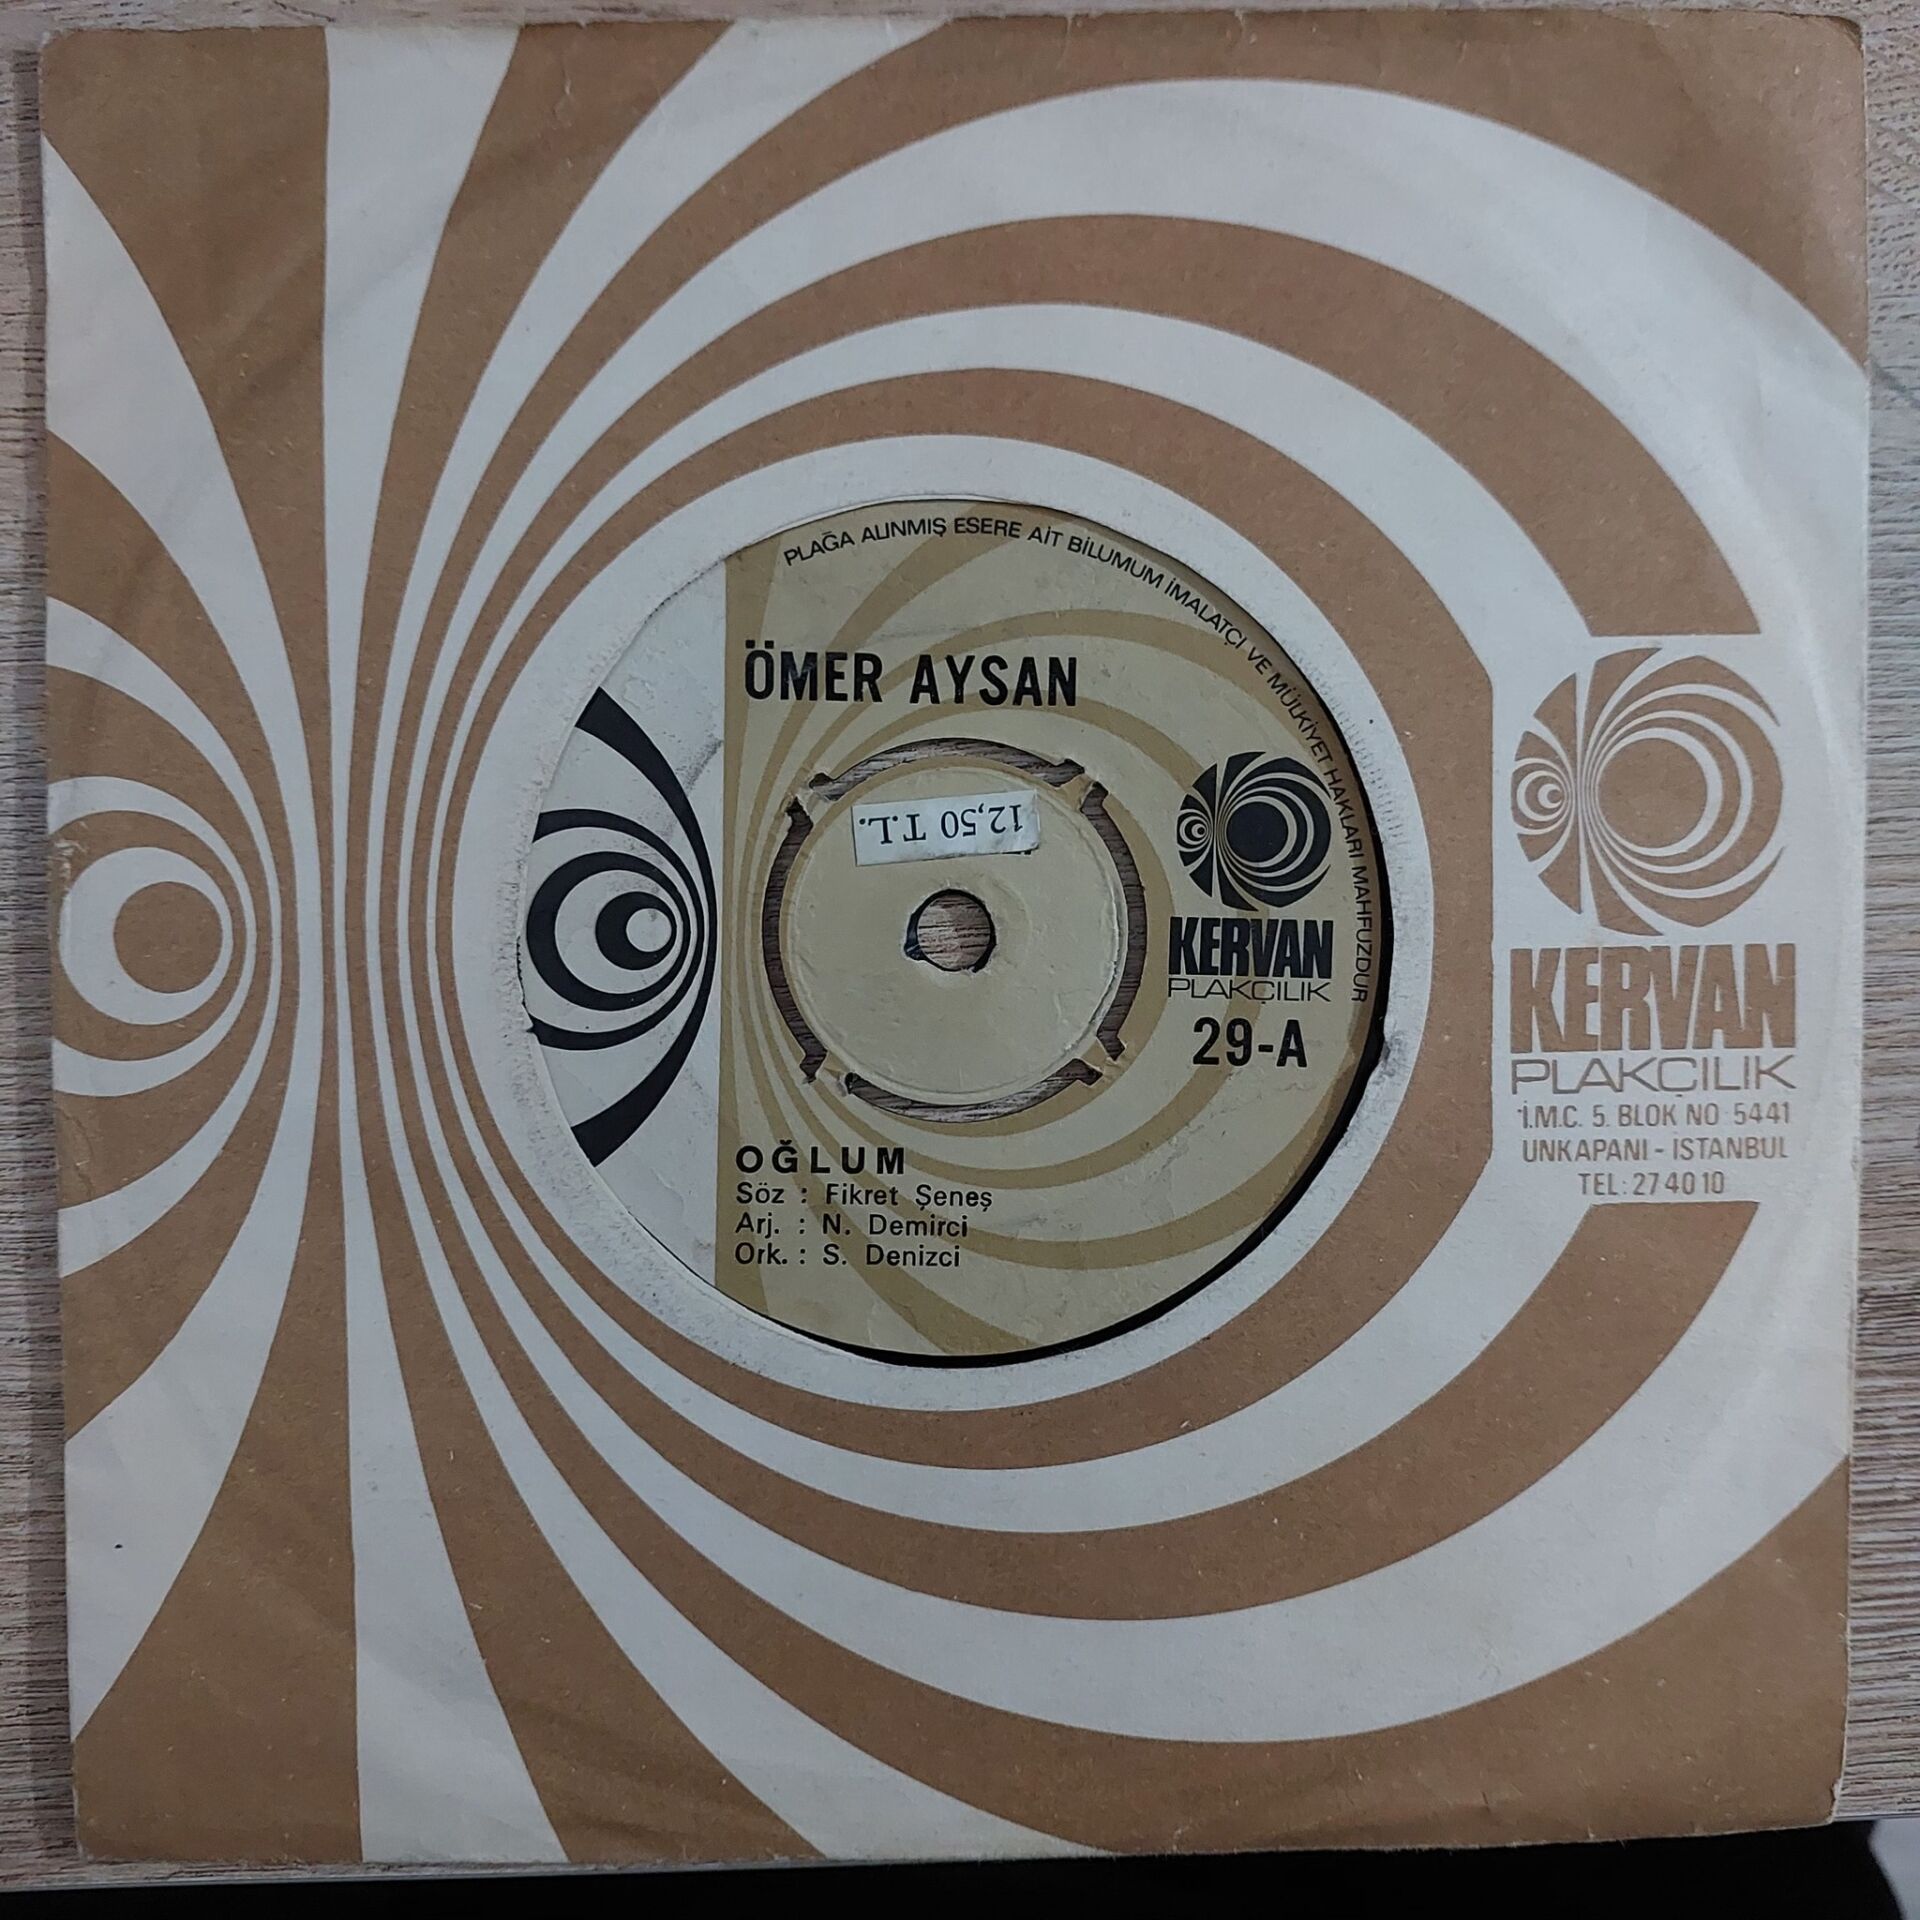 PLAĞA ALINMIŞ ESERE AİT BİLUMUM İMALATÇI VE MÜLKİYET HAKLARI MAHFUZDUR
ÖMER AYSAN
12,50 T.L.
KERVAN
PLAKÇILIK
29-A
OĞLUM
Söz : Fikret Şeneş
Arj. : N. Demirci
Ork. : S. Denizci
KERVAN
PLAKÇILIK
İ.M.C. 5. BLOK NO 5441
UNKAPANI - İSTANBUL
TEL: 27 40 10